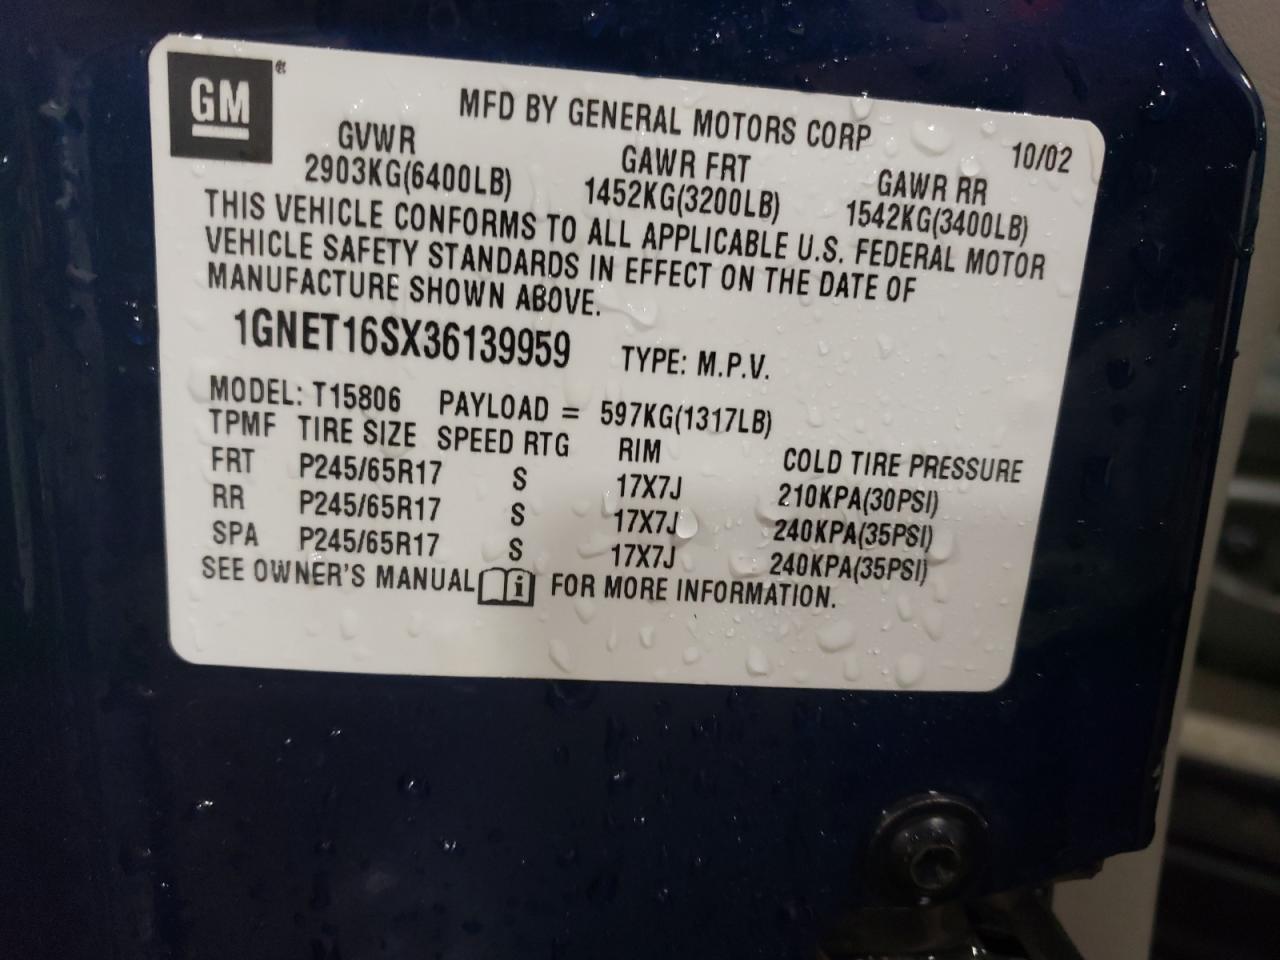 GM®
MFD BY GENERAL MOTORS CORP 10/02
GVWR GAWR FRT GAWR RR
2903KG(6400LB) 1452KG(3200LB) 1542KG(3400LB)
THIS VEHICLE CONFORMS TO ALL APPLICABLE U.S. FEDERAL MOTOR
VEHICLE SAFETY STANDARDS IN EFFECT ON THE DATE OF
MANUFACTURE SHOWN ABOVE.
1GNET16SX36139959 TYPE: M.P.V.
MODEL: T15806 PAYLOAD = 597KG(1317LB)
TPMF TIRE SIZE SPEED RTG RIM COLD TIRE PRESSURE
FRT P245/65R17 S 17X7J 210KPA(30PSI)
RR P245/65R17 S 17X7J 240KPA(35PSI)
SPA P245/65R17 S 17X7J 240KPA(35PSI)
SEE OWNER'S MANUAL i FOR MORE INFORMATION.